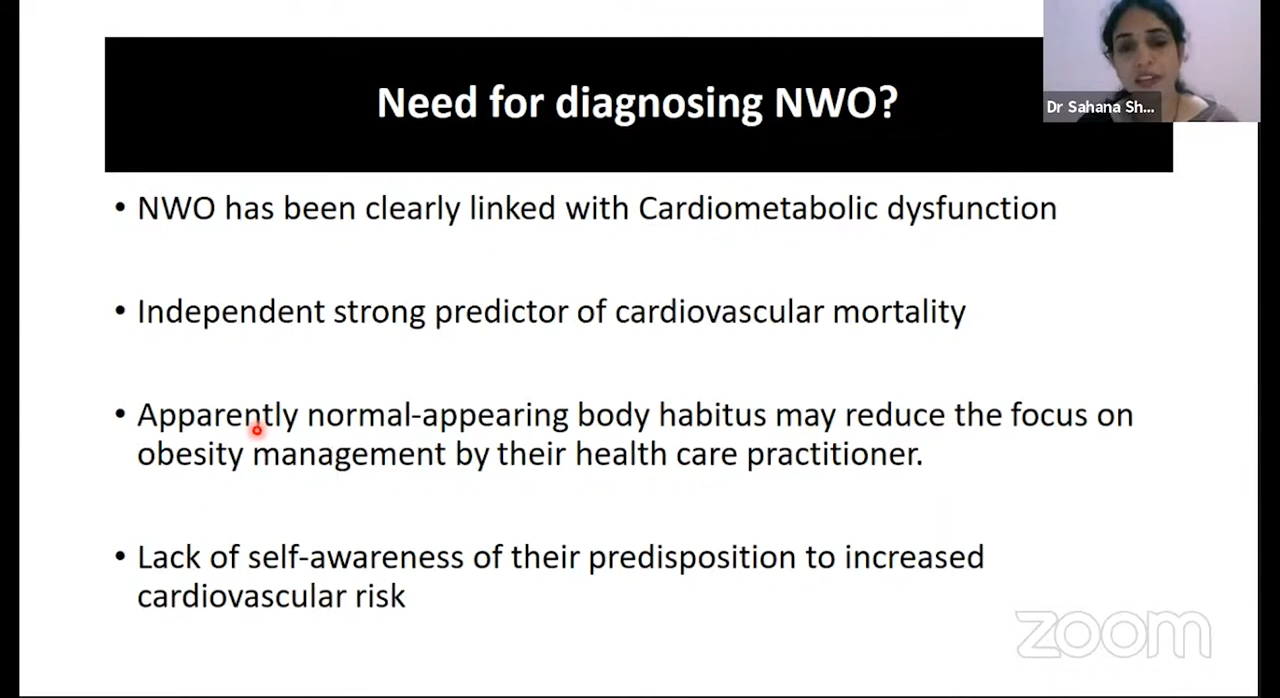 Need for diagnosing NWO?
Dr Sahana Sh...
• NWO has been clearly linked with Cardiometabolic dysfunction
• Independent strong predictor of cardiovascular mortality
• Apparently normal-appearing body habitus may reduce the focus on
obesity management by their health care practitioner.
• Lack of self-awareness of their predisposition to increased
cardiovascular risk
zoom